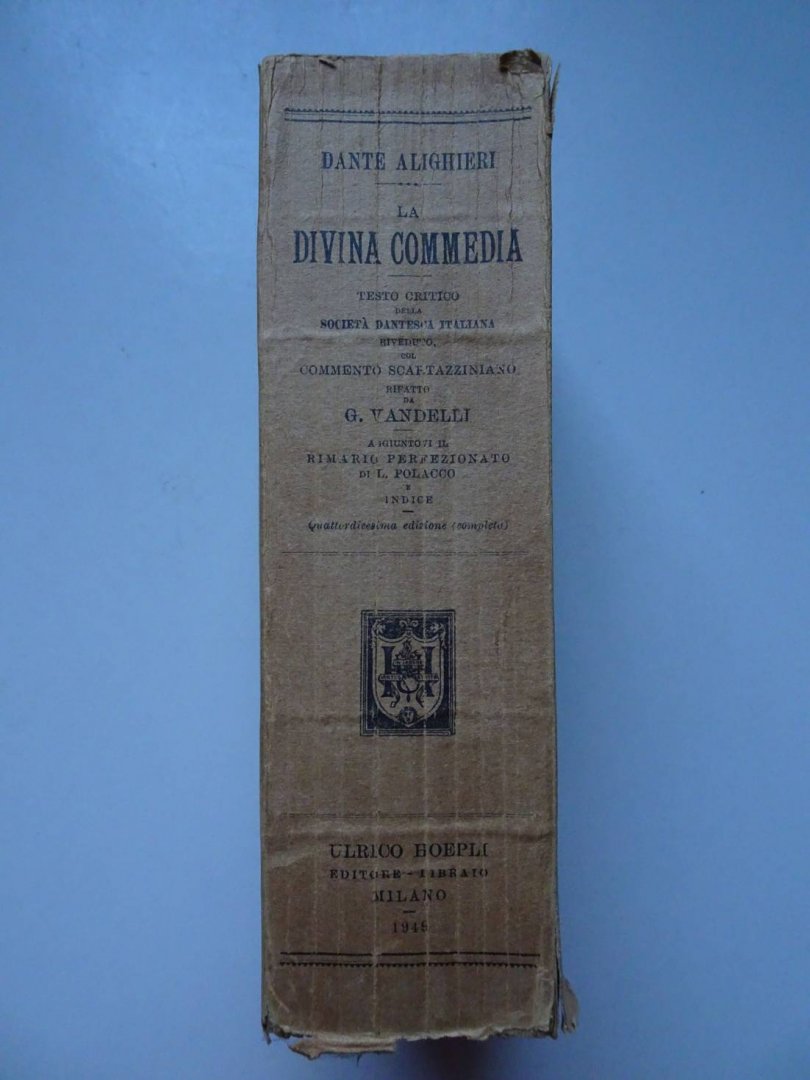 DANTE ALIGHIERI
LA
DIVINA COMMEDIA
TESTO CRITICO
DELLA
SOCIETÀ DANTESCA ITALIANA
RIVEDUTO,
COL
COMMENTO SCARTAZZINIANO
RIFATTO
DA
G. VANDELLI
AGGIUNTOVI IL
RIMARIO PERFEZIONATO
DI L. POLACCO
E
INDICE
Quattordicesima edizione (completa)
ULRICO HOEPLI
EDITORE-LIBRAIO
MILANO